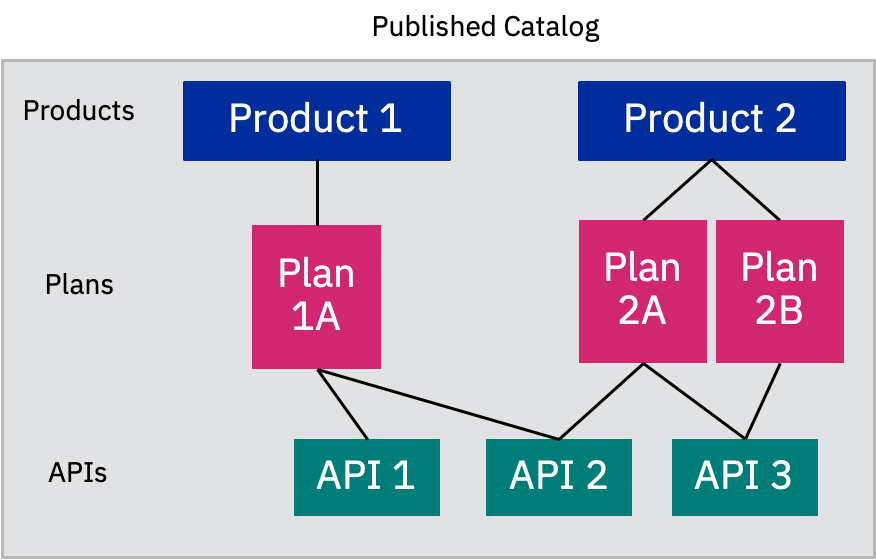 Published Catalog
Products
Product 1
Product 2
Plans
Plan
1A
Plan
2A
Plan
2B
APIs
API 1
API 2
API 3